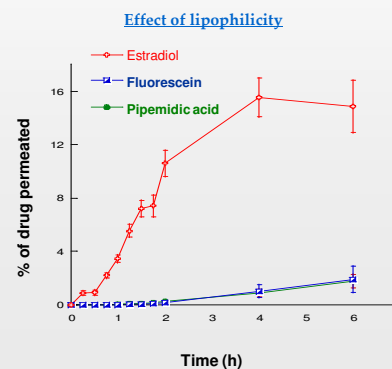 Effect of lipophilicity
Estradiol
Fluorescein
Pipemidic acid
% of drug permeated
16
12
8
4
0
0 1 2 3 4 5 6
Time (h)